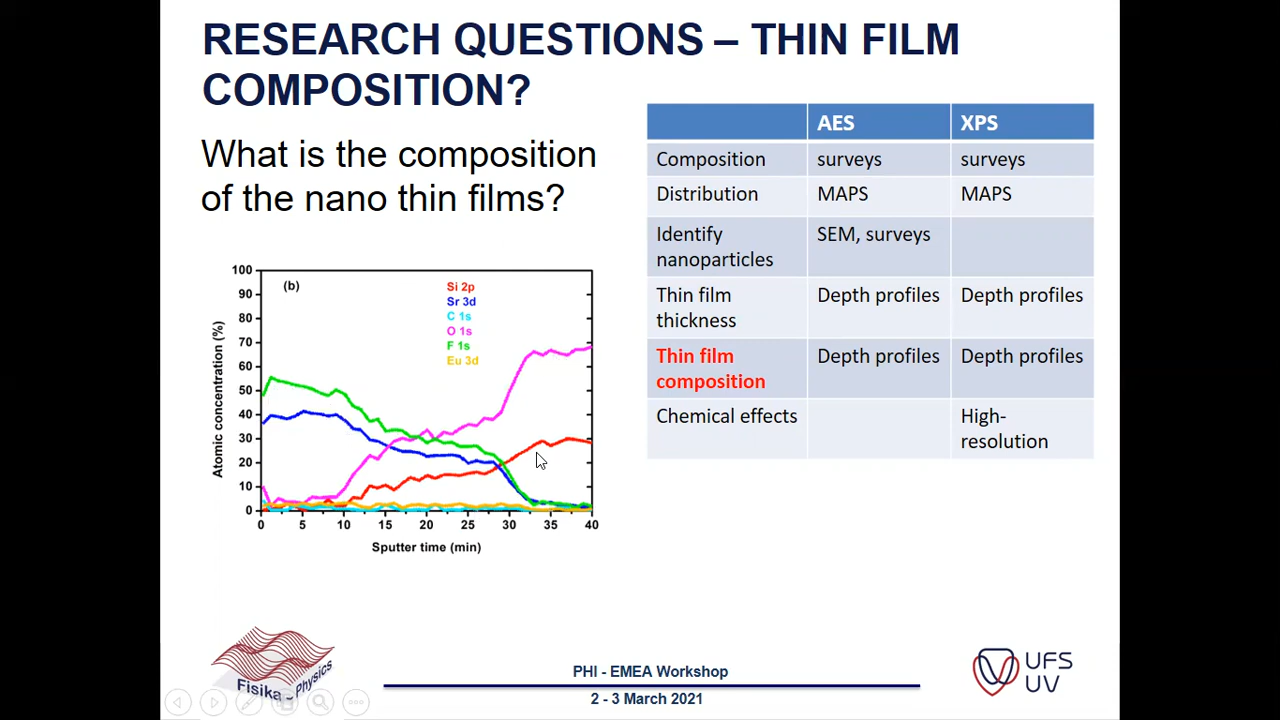 RESEARCH QUESTIONS – THIN FILM
COMPOSITION?
What is the composition
of the nano thin films?
AES XPS
Composition surveys surveys
Distribution MAPS MAPS
Identify
nanoparticles
SEM, surveys
Thin film
thickness
Depth profiles Depth profiles
Thin film
composition
Depth profiles Depth profiles
Chemical effects
High-
resolution
(b)
Si 2p
Sr 3d
C 1s
O 1s
F 1s
Eu 3d
Atomic concentration (%)
100
90
80
70
60
50
40
30
20
10
0
0 5 10 15 20 25 30 35 40
Sputter time (min)
Fisika - Physics
PHI - EMEA Workshop
2 - 3 March 2021
UFS
UV